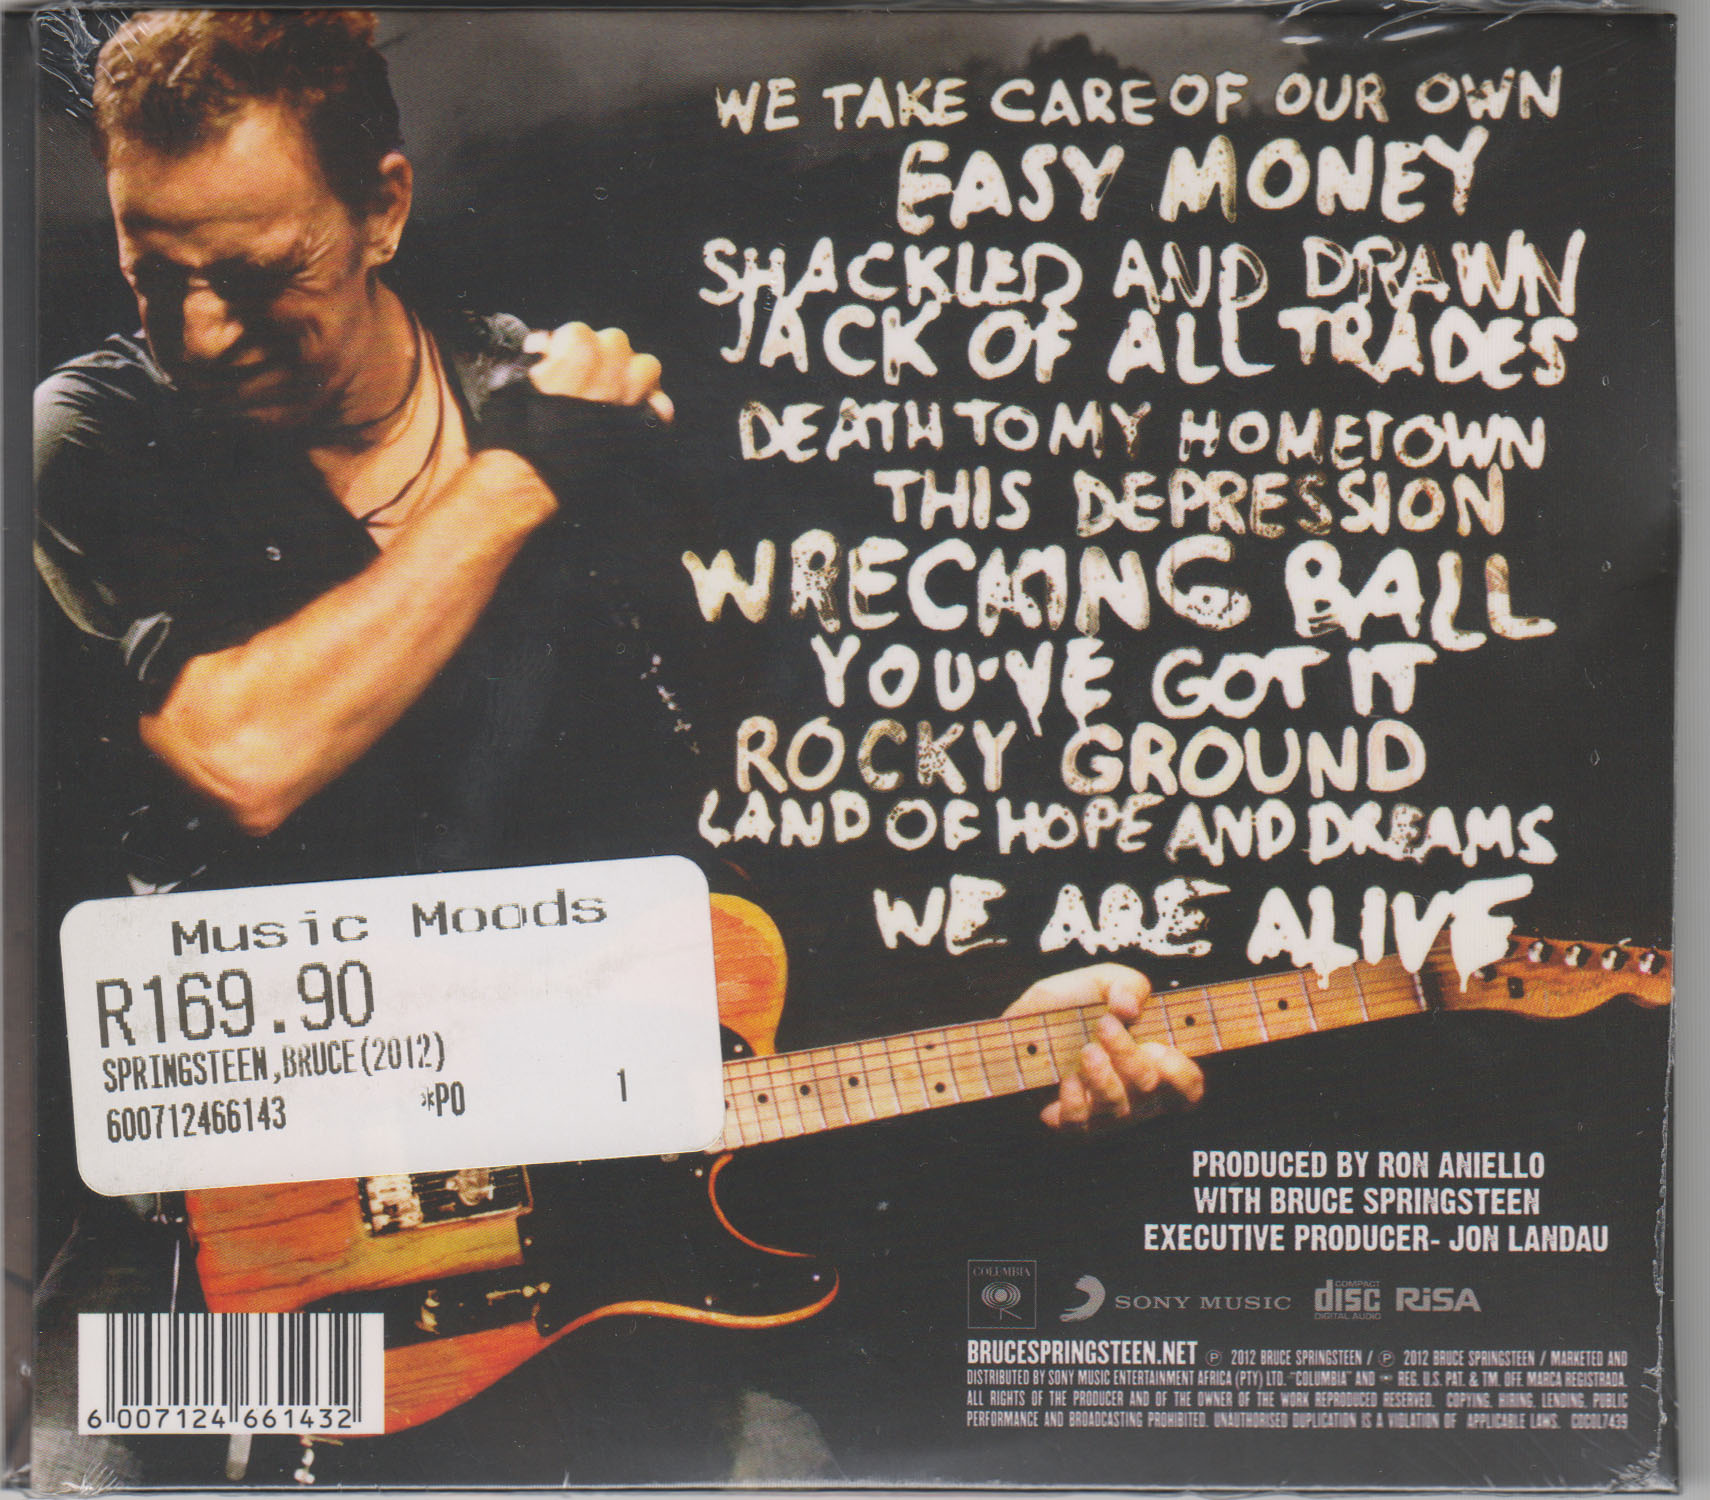 WE TAKE CARE OF OUR OWN
EASY MONEY
SHACKLED AND DRAWN
JACK OF ALL TRADES
DEATH TO MY HOMETOWN
THIS DEPRESSION
WRECKING BALL
YOU'VE GOT IT
ROCKY GROUND
LAND OF HOPE AND DREAMS
WE ARE ALIVE
Music Moods
R169.90
SPRINGSTEEN,BRUCE(2012)
600712466143 *PO 1
PRODUCED BY RON ANIELLO
WITH BRUCE SPRINGSTEEN
EXECUTIVE PRODUCER- JON LANDAU
COLUMBIA
SONY MUSIC
COMPACT
disc
DIGITAL AUDIO
RiSA
BRUCESPRINGSTEEN.NET ℗ 2012 BRUCE SPRINGSTEEN / ℗ 2012 BRUCE SPRINGSTEEN / MARKETED AND
DISTRIBUTED BY SONY MUSIC ENTERTAINMENT AFRICA (PTY) LTD. "COLUMBIA" AND REG. U.S. PAT. & TM. OFF. MARCA REGISTRADA.
ALL RIGHTS OF THE PRODUCER AND OF THE OWNER OF THE WORK REPRODUCED RESERVED. COPYING, HIRING, LENDING, PUBLIC
PERFORMANCE AND BROADCASTING PROHIBITED. UNAUTHORISED DUPLICATION IS A VIOLATION OF APPLICABLE LAWS. CDCOL7439
6 007124 661432